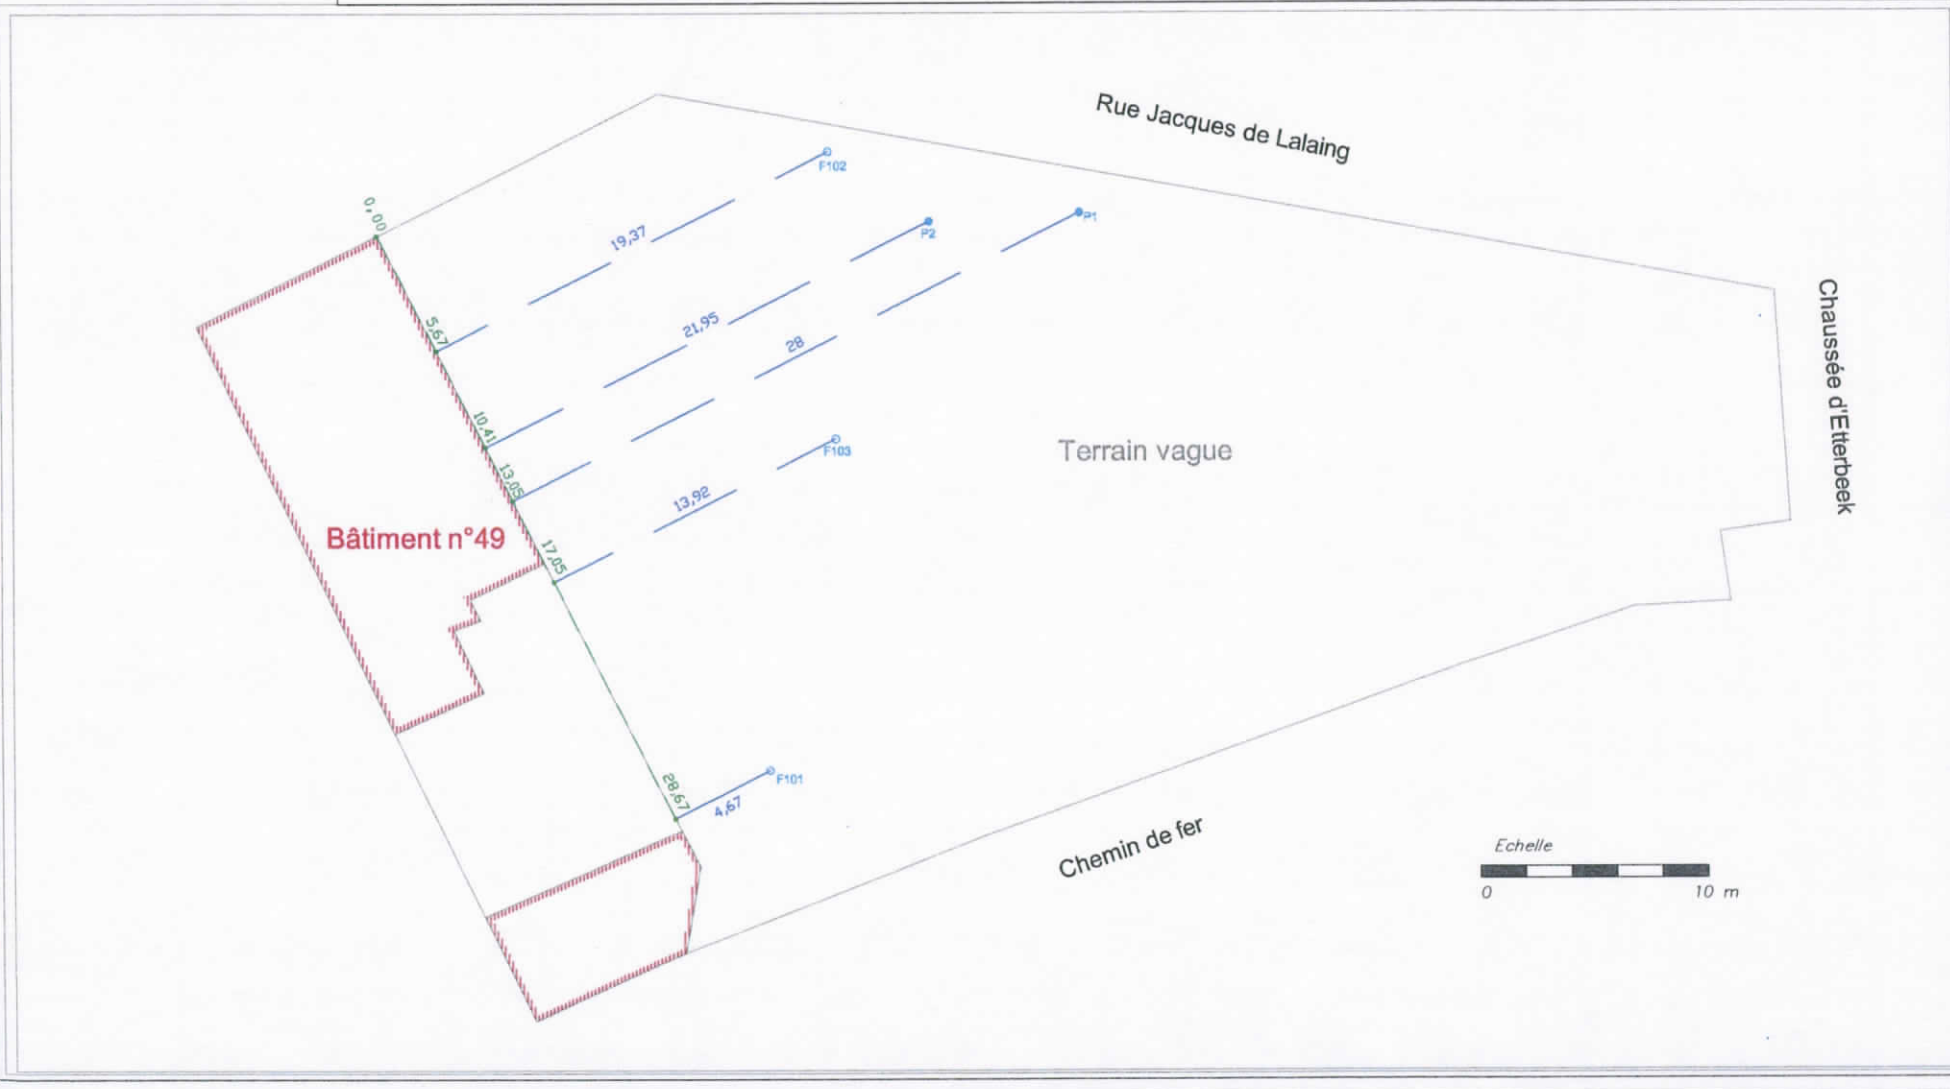 Rue Jacques de Lalaing
F102
0,00
P1
P2
19,37
Chaussée d'Etterbeek
5,67
21,95
28
10,41
F103
Terrain vague
13,05
13,92
Bâtiment n°49
17,05
28,67
F101
4,67
Chemin de fer
Echelle
0 10 m